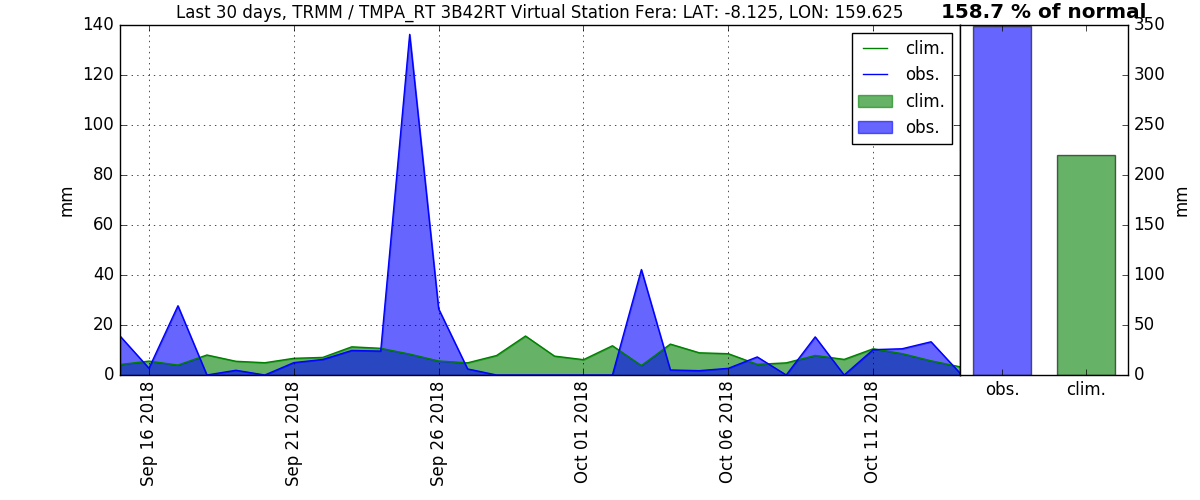 Last 30 days, TRMM / TMPA_RT 3B42RT Virtual Station Fera: LAT: -8.125, LON: 159.625
158.7 % of normal
140
120
100
80
60
40
20
0
mm
clim.
obs.
clim.
obs.
350
300
250
200
150
100
50
0
mm
Sep 16 2018
Sep 21 2018
Sep 26 2018
Oct 01 2018
Oct 06 2018
Oct 11 2018
obs.
clim.